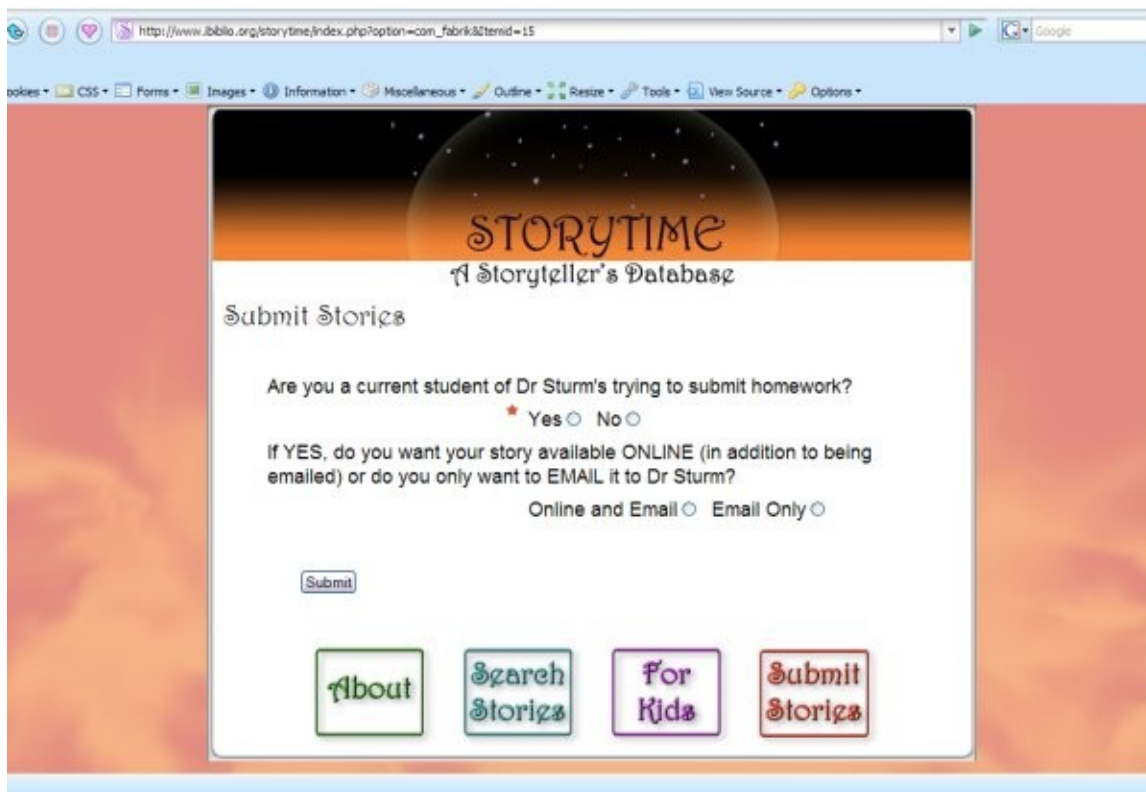 http://www.ibiblio.org/storytime/index.php?option=com_fabrik&Itemid=15
Google
ookies CSS Forms Images Information Miscellaneous Outline Resize Tools View Source Options
STORYTIME
A Storyteller's Database
Submit Stories
Are you a current student of Dr Sturm's trying to submit homework?
* Yes No
If YES, do you want your story available ONLINE (in addition to being
emailed) or do you only want to EMAIL it to Dr Sturm?
Online and Email Email Only
Submit
About
Search
Stories
For
Kids
Submit
Stories